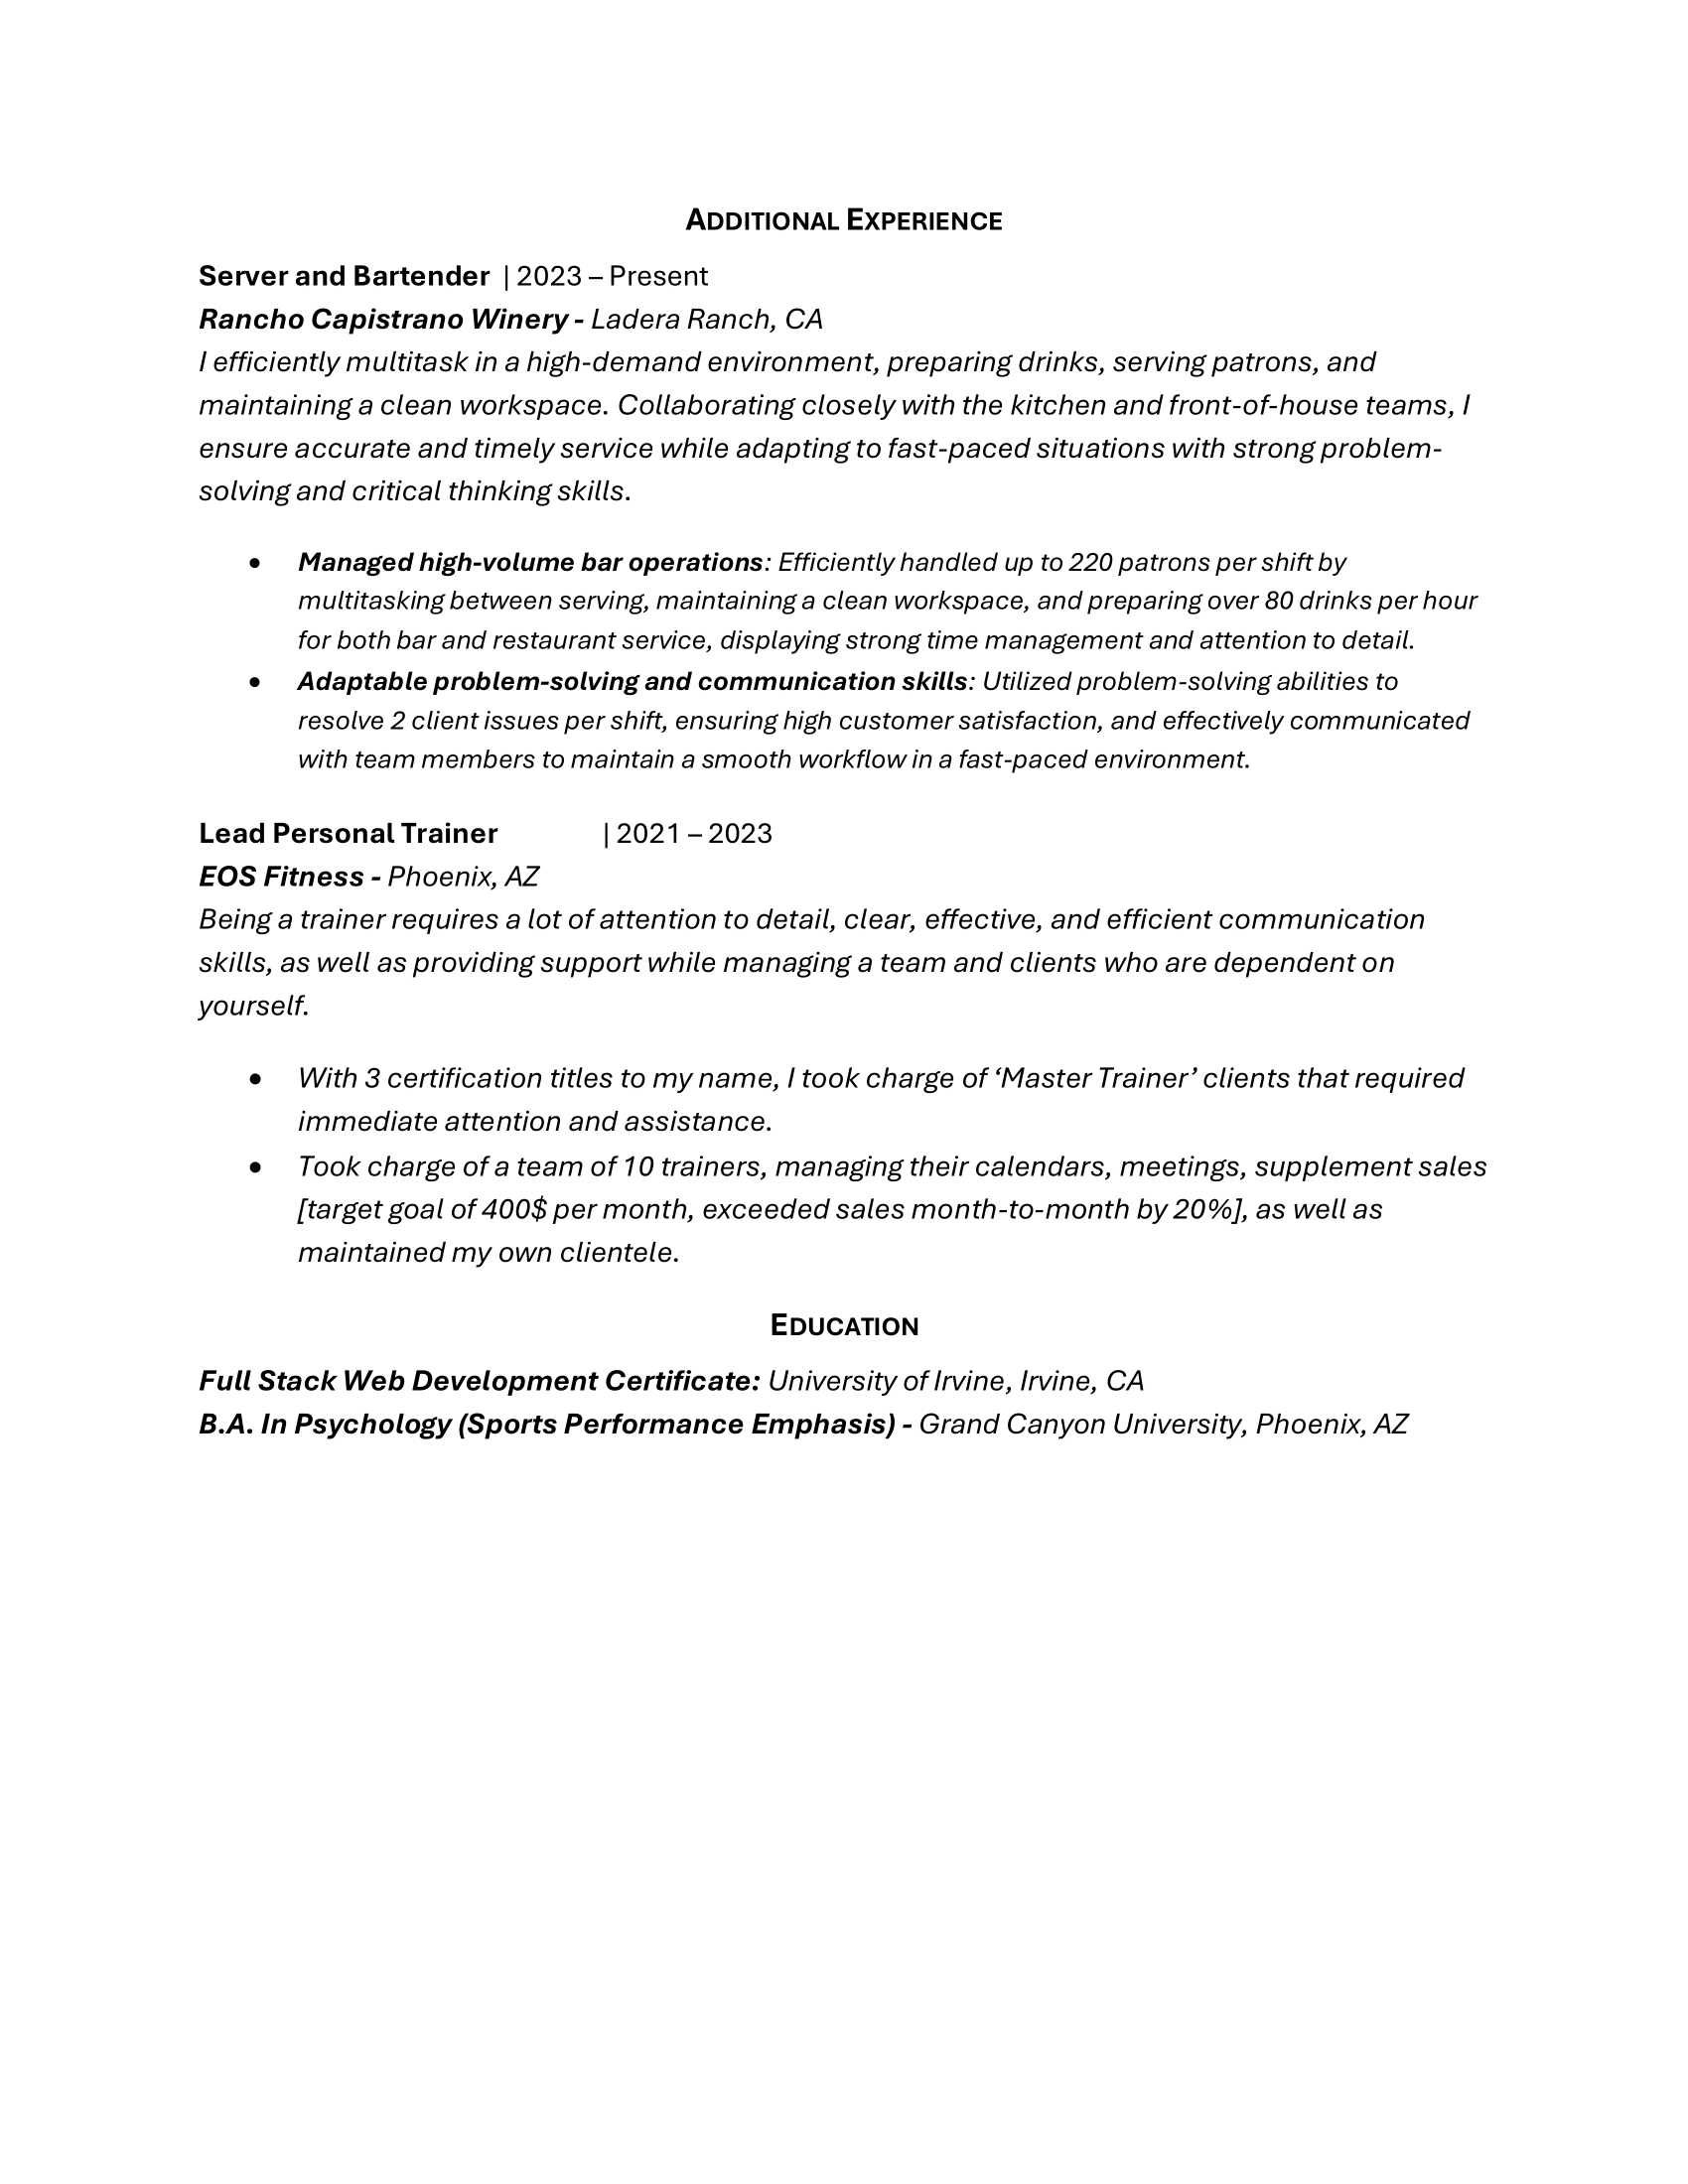 ADDITIONAL EXPERIENCE
Server and Bartender | 2023 – Present
Rancho Capistrano Winery - Ladera Ranch, CA
I efficiently multitask in a high-demand environment, preparing drinks, serving patrons, and
maintaining a clean workspace. Collaborating closely with the kitchen and front-of-house teams, I
ensure accurate and timely service while adapting to fast-paced situations with strong problem-
solving and critical thinking skills.
• Managed high-volume bar operations: Efficiently handled up to 220 patrons per shift by
multitasking between serving, maintaining a clean workspace, and preparing over 80 drinks per hour
for both bar and restaurant service, displaying strong time management and attention to detail.
• Adaptable problem-solving and communication skills: Utilized problem-solving abilities to
resolve 2 client issues per shift, ensuring high customer satisfaction, and effectively communicated
with team members to maintain a smooth workflow in a fast-paced environment.
Lead Personal Trainer | 2021 – 2023
EOS Fitness - Phoenix, AZ
Being a trainer requires a lot of attention to detail, clear, effective, and efficient communication
skills, as well as providing support while managing a team and clients who are dependent on
yourself.
• With 3 certification titles to my name, I took charge of ‘Master Trainer’ clients that required
immediate attention and assistance.
• Took charge of a team of 10 trainers, managing their calendars, meetings, supplement sales
[target goal of 400$ per month, exceeded sales month-to-month by 20%], as well as
maintained my own clientele.
EDUCATION
Full Stack Web Development Certificate: University of Irvine, Irvine, CA
B.A. In Psychology (Sports Performance Emphasis) - Grand Canyon University, Phoenix, AZ